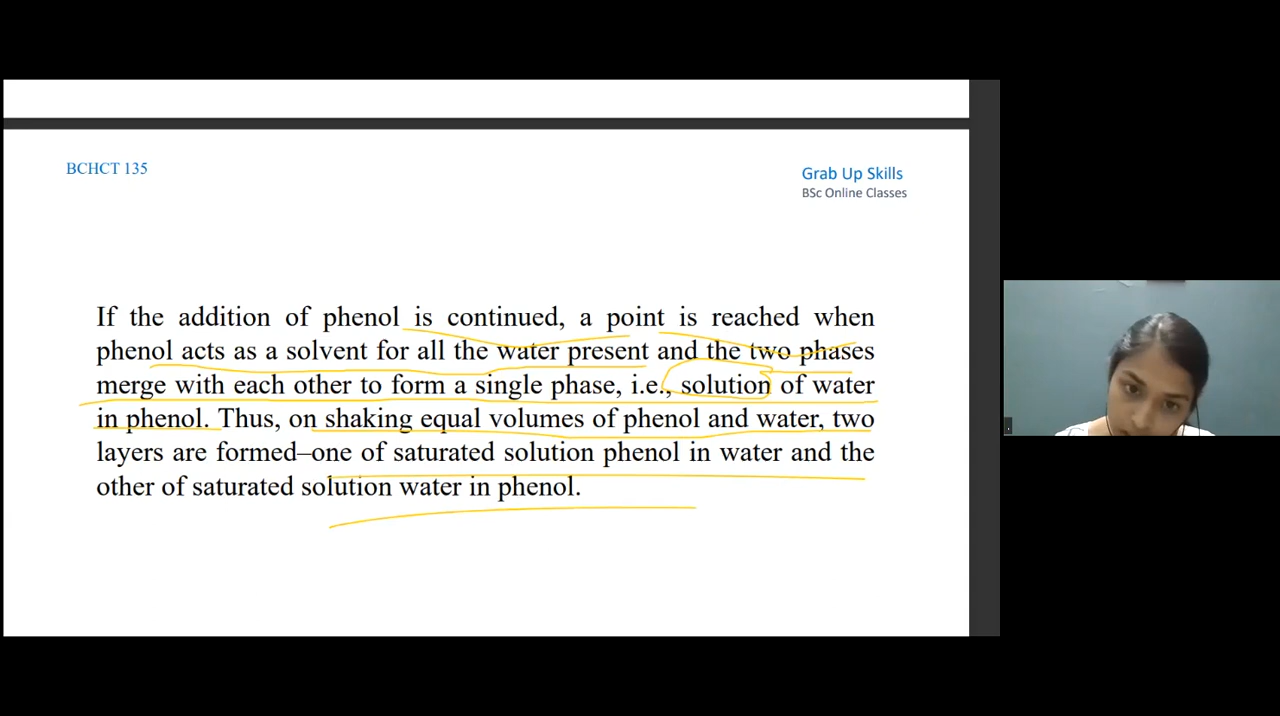 BCHCT 135
Grab Up Skills
BSc Online Classes
If the addition of phenol is continued, a point is reached when
phenol acts as a solvent for all the water present and the two phases
merge with each other to form a single phase, i.e., solution of water
in phenol. Thus, on shaking equal volumes of phenol and water, two
layers are formed–one of saturated solution phenol in water and the
other of saturated solution water in phenol.